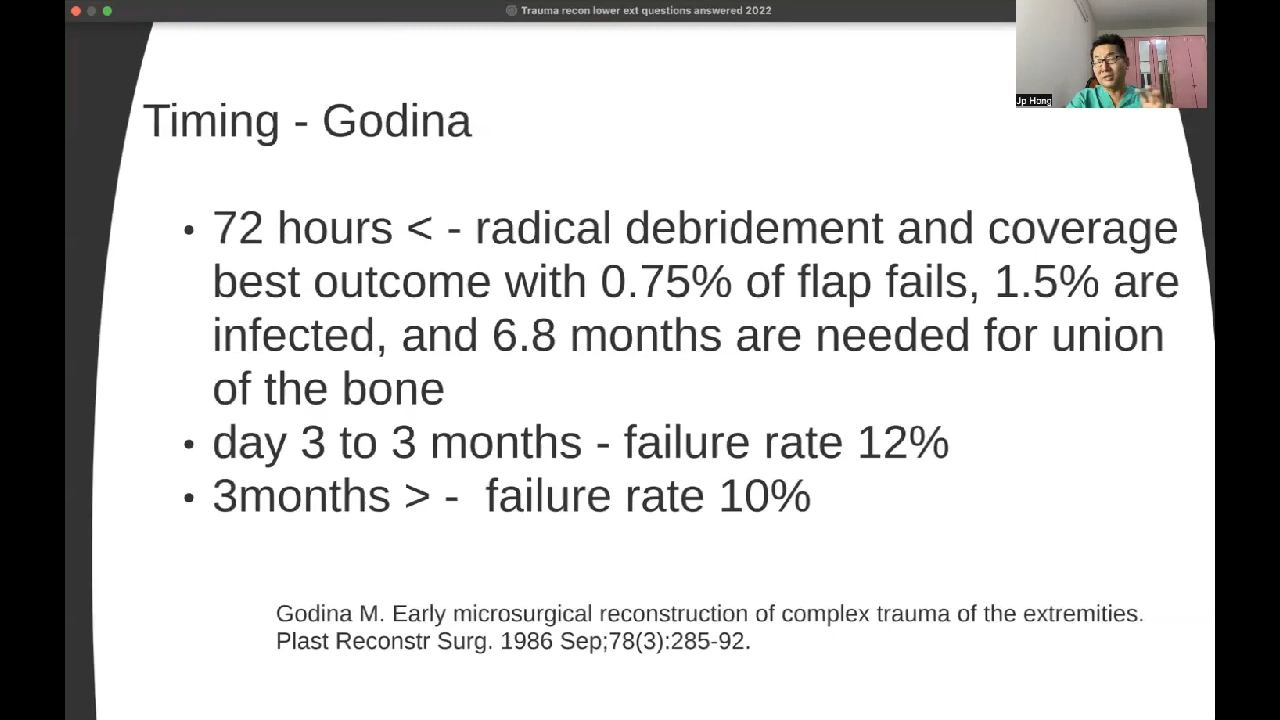 Trauma recon lower ext questions answered 2022
Jp Hong
Timing - Godina
• 72 hours < - radical debridement and coverage
best outcome with 0.75% of flap fails, 1.5% are
infected, and 6.8 months are needed for union
of the bone
• day 3 to 3 months - failure rate 12%
• 3months > -  failure rate 10%
Godina M. Early microsurgical reconstruction of complex trauma of the extremities.
Plast Reconstr Surg. 1986 Sep;78(3):285-92.